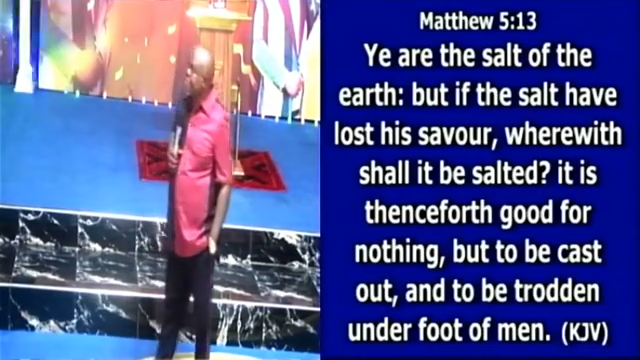 Matthew 5:13
Ye are the salt of the
earth: but if the salt have
lost his savour, wherewith
shall it be salted? it is
thenceforth good for
nothing, but to be cast
out, and to be trodden
under foot of men. (KJV)